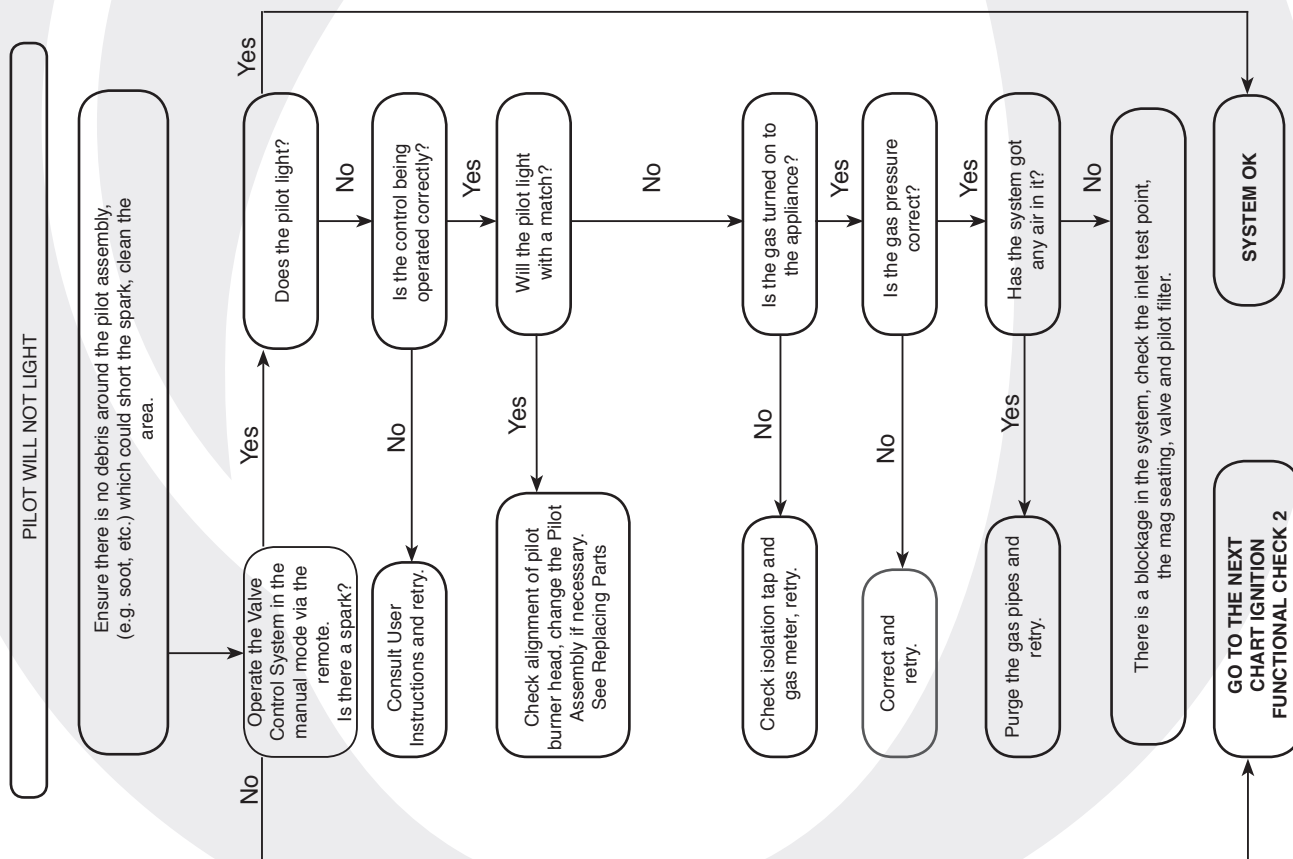 PILOT WILL NOT LIGHT
Ensure there is no debris around the pilot assembly,
(e.g. soot, etc.) which could short the spark, clean the
area.
Operate the Valve
Control System in the
manual mode via the
remote.
Is there a spark?
No
Yes
Does the pilot light?
Yes
No
Consult User
Instructions and retry.
No
Is the control being
operated correctly?
Yes
Check alignment of pilot
burner head, change the Pilot
Assembly if necessary.
See Replacing Parts
Yes
Will the pilot light
with a match?
No
Check isolation tap and
gas meter, retry.
No
Is the gas turned on to
the appliance?
Yes
Correct and
retry.
No
Is the gas pressure
correct?
Yes
Purge the gas pipes and
retry.
Yes
Has the system got
any air in it?
No
There is a blockage in the system, check the inlet test point,
the mag seating, valve and pilot filter.
GO TO THE NEXT
CHART IGNITION
FUNCTIONAL CHECK 2
SYSTEM OK